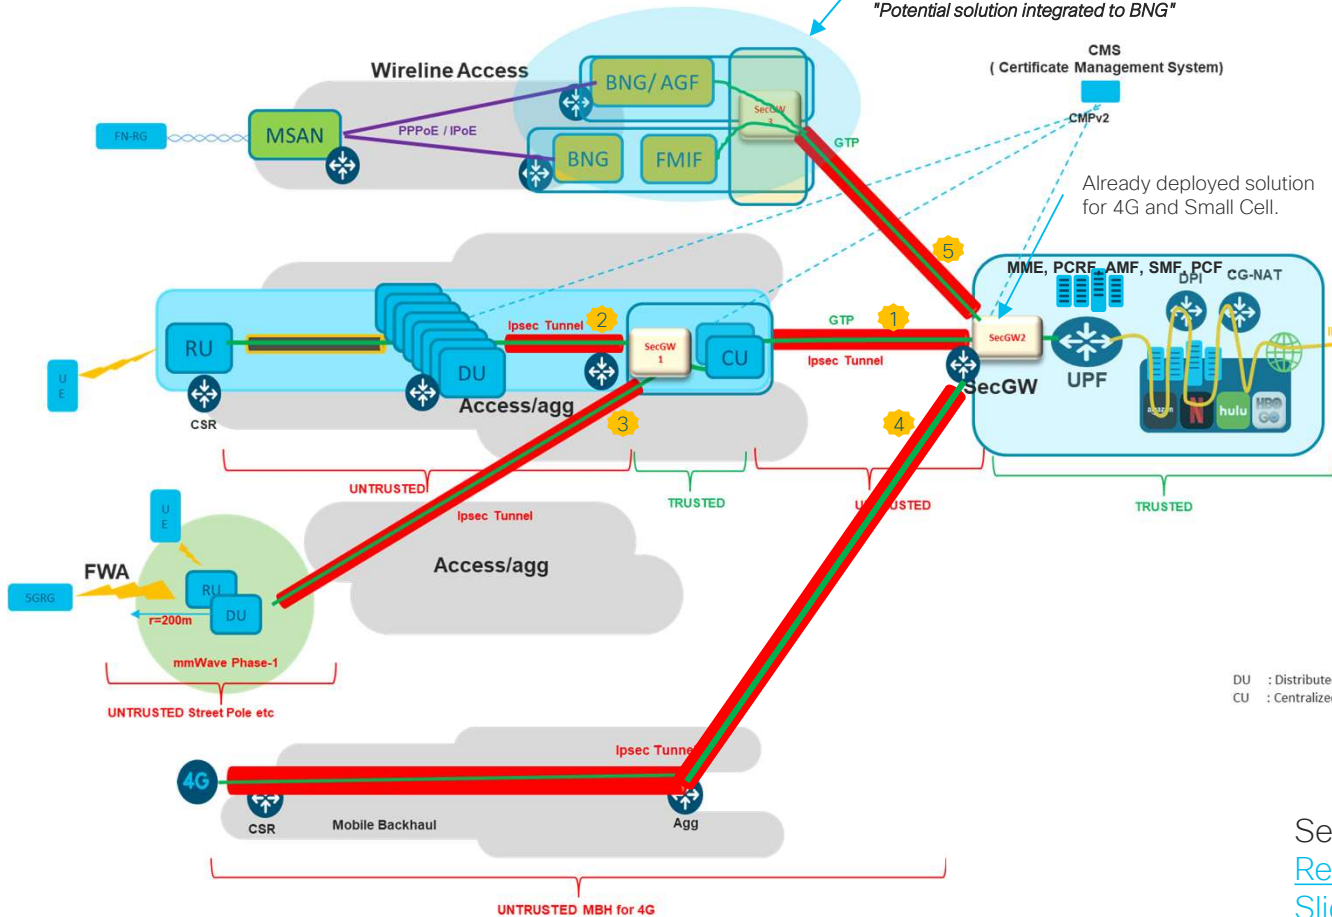 "Potential solution integrated to BNG"
CMS
( Certificate Management System)
CMPv2
Wireline Access
BNG/ AGF
SecGW
3
FN-RG
MSAN
PPPoE / IPoE
BNG
FMIF
GTP
Already deployed solution
for 4G and Small Cell.
5
MME, PCRF, AMF, SMF, PCF
DPI
CG-NAT
RU
DU
Ipsec Tunnel
2
SecGW
1
CU
GTP
1
Ipsec Tunnel
SecGW2
SecGW
UPF
amazon
N
hulu
HBO
GO
U
E
CSR
Access/agg
3
4
UNTRUSTED
TRUSTED
UNTRUSTED
TRUSTED
Ipsec Tunnel
U
E
Access/agg
FWA
5GRG
RU
DU
r=200m
mmWave Phase-1
UNTRUSTED Street Pole etc
DU : Distribute
CU : Centralize
Ipsec Tunnel
4G
CSR
Mobile Backhaul
Agg
UNTRUSTED MBH for 4G
Se
Re
Slic